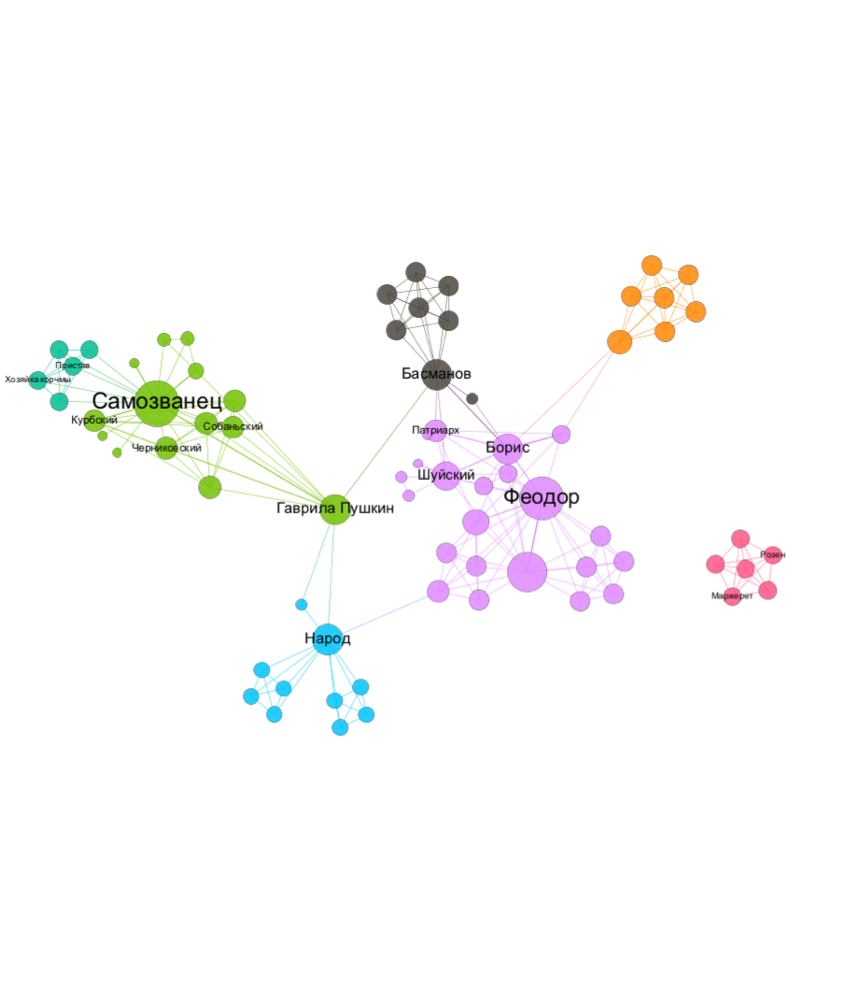 Пристав
Хозяйка корчмы
Самозванец
Курбский
Собаньский
Черниковский
Басманов
Патриарх
Борис
Шуйский
Феодор
Гаврила Пушкин
Розен
Маржерет
Народ